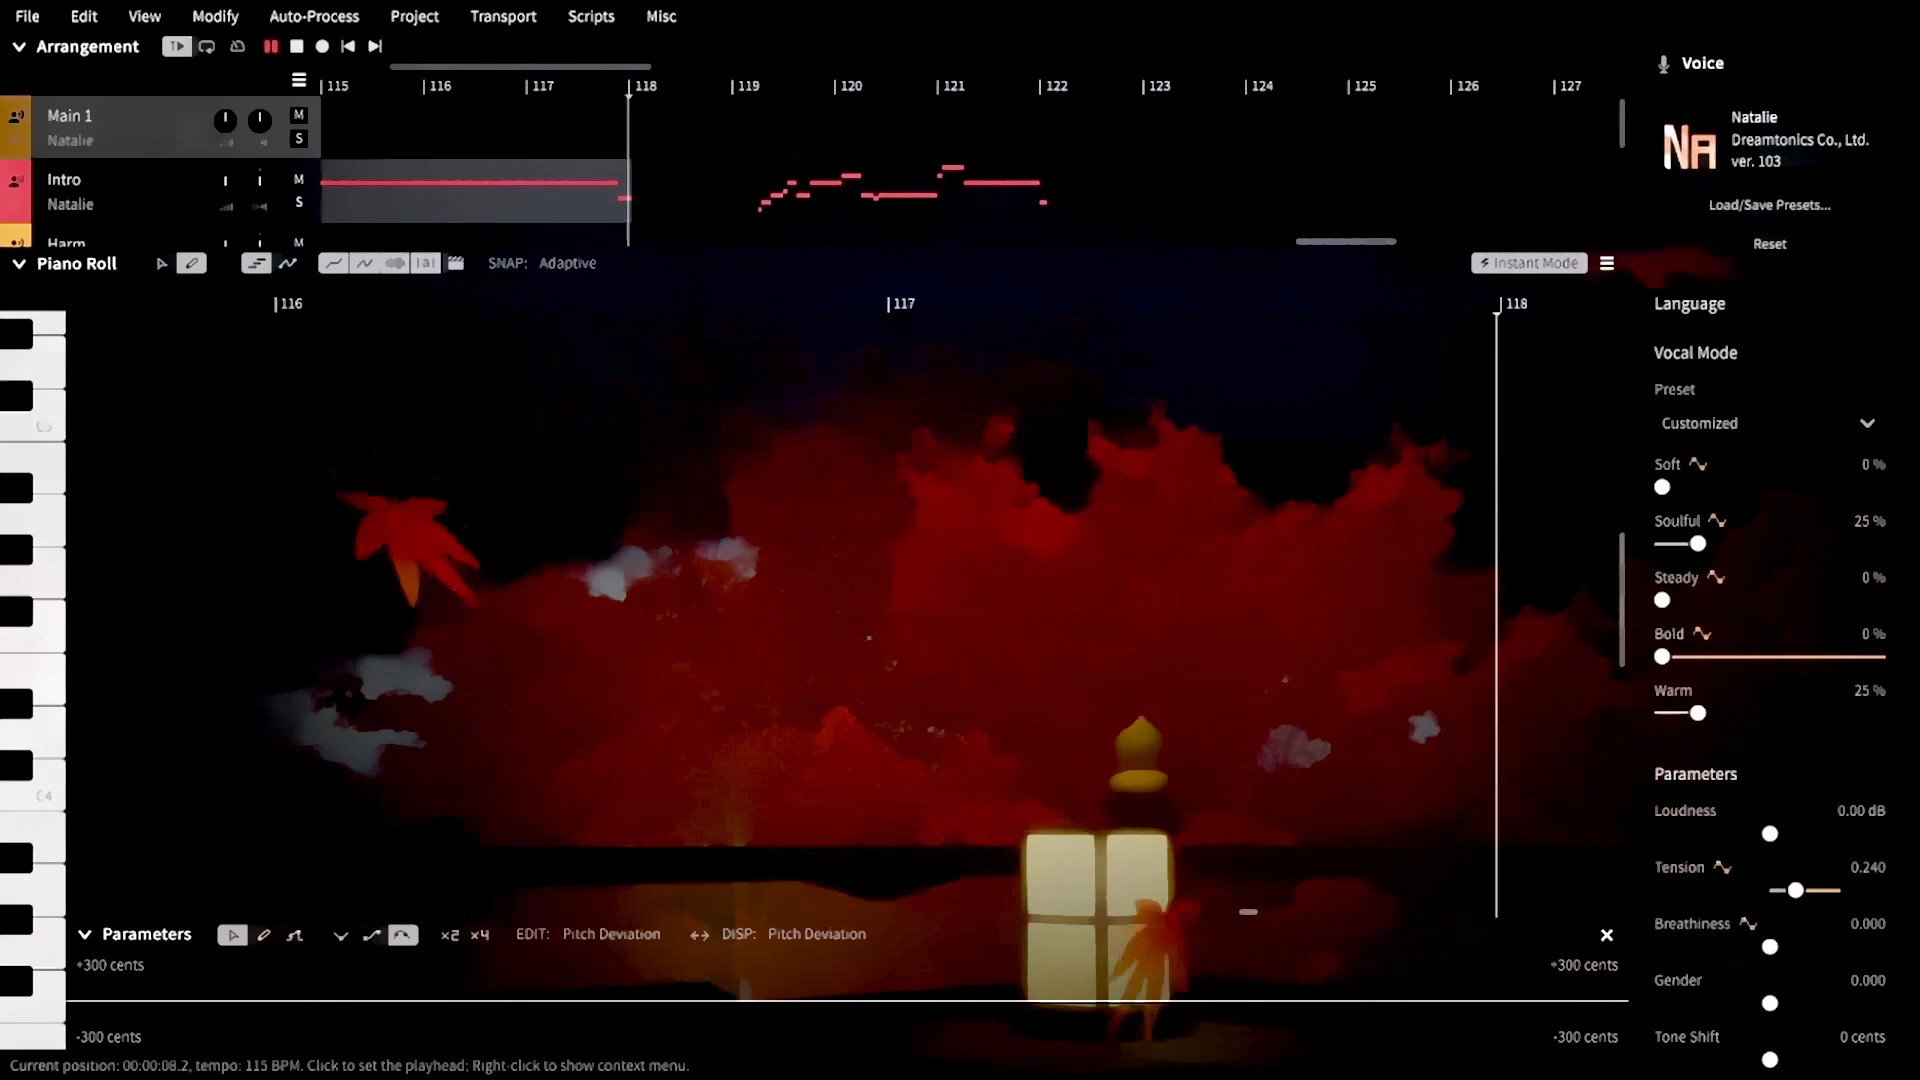 File Edit View Modify Auto-Process Project Transport Scripts Misc
Arrangement
115 116 117 118 119 120 121 122 123 124 125 126 127
Main 1
M
Natalie
S
Intro
M
Natalie
S
Harm
M
Piano Roll
SNAP: Adaptive
Instant Mode
116 117 118
C5
C4
Parameters
x2 x4
EDIT: Pitch Deviation
DISP: Pitch Deviation
+300 cents
+300 cents
-300 cents
-300 cents
Current position: 00:00:08.2, tempo: 115 BPM. Click to set the playhead; Right-click to show context menu.
Voice
NA
Natalie
Dreamtonics Co., Ltd.
ver. 103
Load/Save Presets...
Reset
Language
Vocal Mode
Preset
Customized
Soft 0 %
Soulful 25 %
Steady 0 %
Bold 0 %
Warm 25 %
Parameters
Loudness 0.00 dB
Tension 0.240
Breathiness 0.000
Gender 0.000
Tone Shift 0 cents